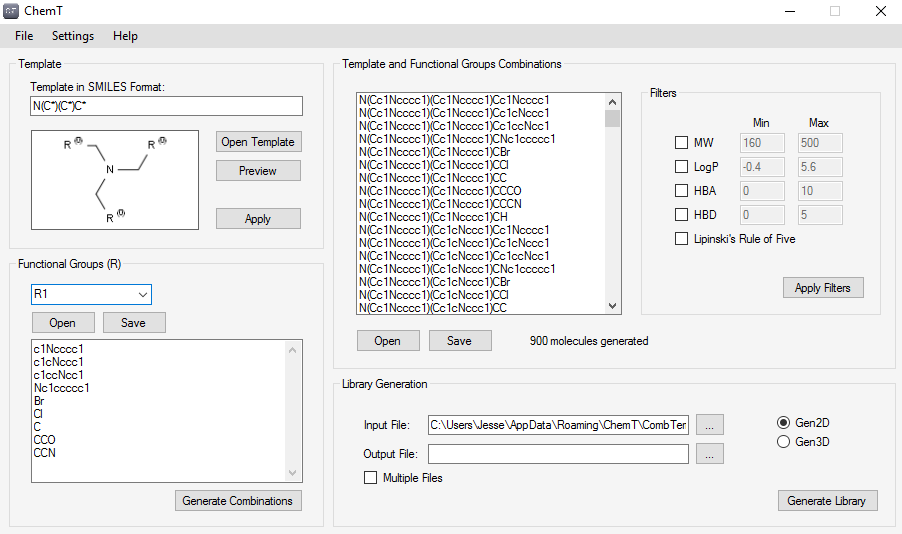 ChemT
File Settings Help
Template
Template in SMILES Format:
N(C*)(C*)C*
R R
N
R
Open Template
Preview
Apply
Functional Groups (R)
R1
Open Save
c1Ncccc1
c1cNccc1
c1ccNcc1
Nc1ccccc1
Br
Cl
C
CCO
CCN
Generate Combinations
Template and Functional Groups Combinations
N(Cc1Ncccc1)(Cc1Ncccc1)Cc1Ncccc1
N(Cc1Ncccc1)(Cc1Ncccc1)Cc1cNccc1
N(Cc1Ncccc1)(Cc1Ncccc1)Cc1ccNcc1
N(Cc1Ncccc1)(Cc1Ncccc1)CNc1ccccc1
N(Cc1Ncccc1)(Cc1Ncccc1)CBr
N(Cc1Ncccc1)(Cc1Ncccc1)CCl
N(Cc1Ncccc1)(Cc1Ncccc1)CC
N(Cc1Ncccc1)(Cc1Ncccc1)CCCO
N(Cc1Ncccc1)(Cc1Ncccc1)CCCN
N(Cc1Ncccc1)(Cc1Ncccc1)CH
N(Cc1Ncccc1)(Cc1cNccc1)Cc1Ncccc1
N(Cc1Ncccc1)(Cc1cNccc1)Cc1cNccc1
N(Cc1Ncccc1)(Cc1cNccc1)Cc1ccNcc1
N(Cc1Ncccc1)(Cc1cNccc1)CNc1ccccc1
N(Cc1Ncccc1)(Cc1cNccc1)CBr
N(Cc1Ncccc1)(Cc1cNccc1)CCl
N(Cc1Ncccc1)(Cc1cNccc1)CC
Open Save 900 molecules generated
Filters
Min Max
MW 160 500
LogP -0.4 5.6
HBA 0 10
HBD 0 5
Lipinski's Rule of Five
Apply Filters
Library Generation
Input File: C:\Users\Jesse\AppData\Roaming\ChemT\CombTer ...
Output File: ...
Multiple Files
Gen2D
Gen3D
Generate Library